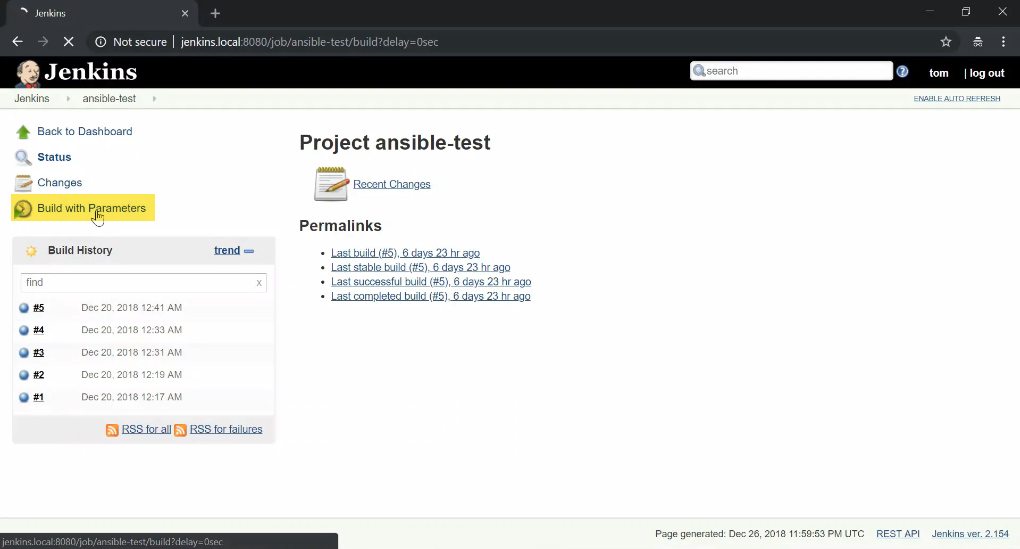 Jenkins
Not secure | jenkins.local:8080/job/ansible-test/build?delay=0sec
Jenkins
search
tom | log out
Jenkins ansible-test
ENABLE AUTO REFRESH
Back to Dashboard
Status
Changes
Build with Parameters
Project ansible-test
Recent Changes
Permalinks
Last build (#5), 6 days 23 hr ago
Last stable build (#5), 6 days 23 hr ago
Last successful build (#5), 6 days 23 hr ago
Last completed build (#5), 6 days 23 hr ago
Build History trend
find x
#5 Dec 20, 2018 12:41 AM
#4 Dec 20, 2018 12:33 AM
#3 Dec 20, 2018 12:31 AM
#2 Dec 20, 2018 12:19 AM
#1 Dec 20, 2018 12:17 AM
RSS for all RSS for failures
Page generated: Dec 26, 2018 11:59:53 PM UTC REST API Jenkins ver. 2.154
jenkins.local:8080/job/ansible-test/build?delay=0sec